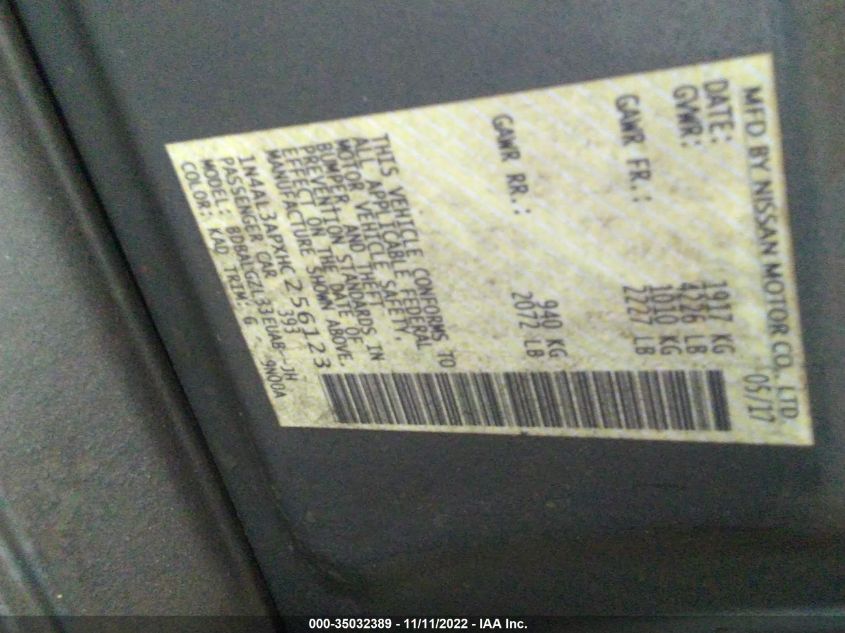 MFD BY NISSAN MOTOR CO., LTD.
DATE: 05/17
GVWR: 1917 KG
4226 LB
GAWR FR.: 1010 KG
2227 LB
GAWR RR.: 940 KG
2072 LB
THIS VEHICLE CONFORMS TO
ALL APPLICABLE FEDERAL
MOTOR VEHICLE SAFETY,
BUMPER, AND THEFT
PREVENTION STANDARDS IN
EFFECT ON THE DATE OF
MANUFACTURE SHOWN ABOVE.
1N4AL3APXHC256123
PASSENGER CAR 393
MODEL: BDBALYGZL33EUAB-JH
COLOR: KAD TRIM: G - 9N00A
000-35032389 - 11/11/2022 - IAA Inc.